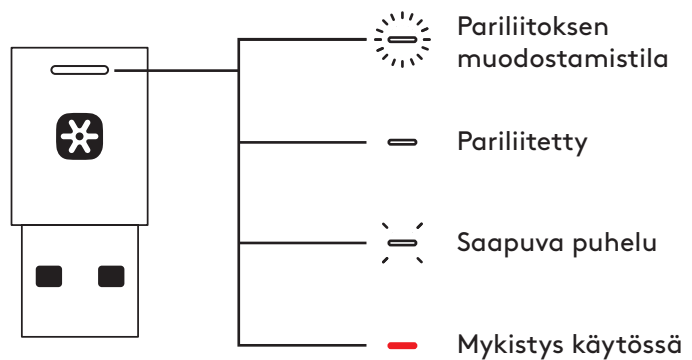 Pariliitoksen
muodostamistila
Pariliitetty
Saapuva puhelu
Mykistys käytössä